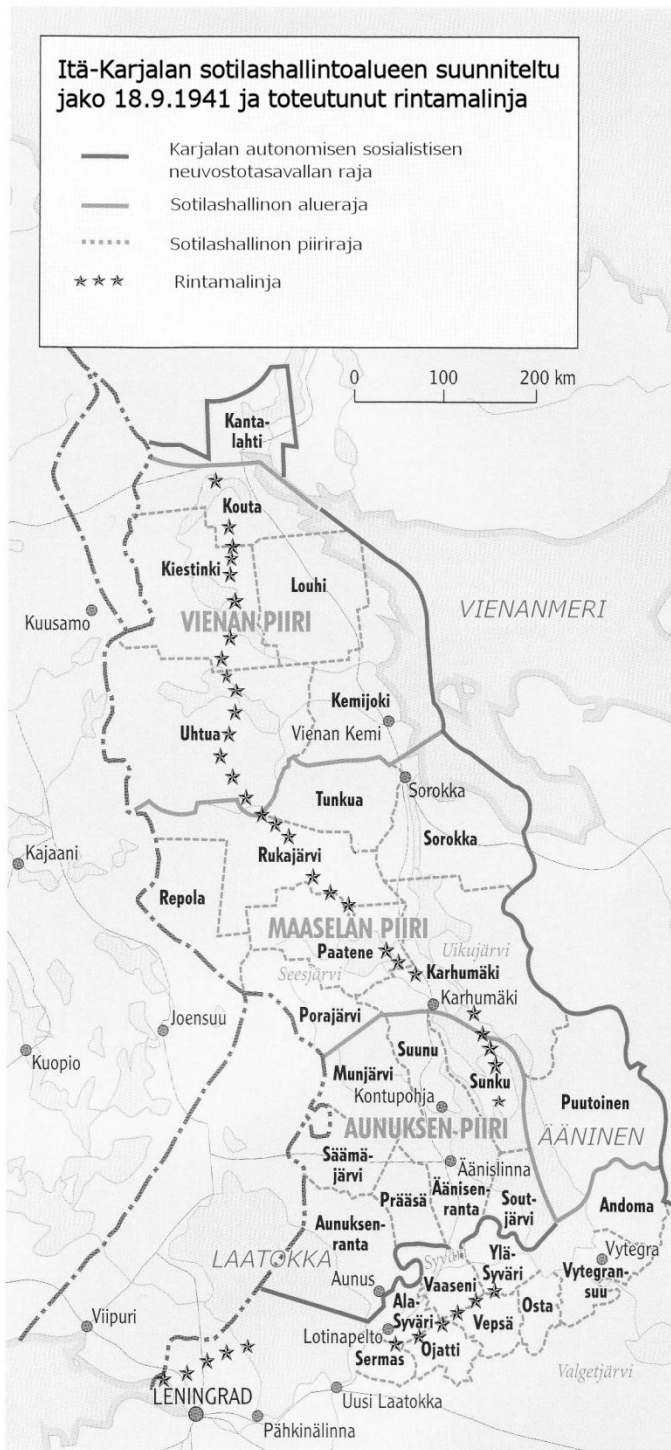 Itä-Karjalan sotilashallintoalueen suunniteltu
jako 18.9.1941 ja toteutunut rintamalinja
Karjalan autonomisen sosialistisen
neuvostotasavallan raja
Sotilashallinon alueraja
Sotilashallinon piiriraja
Rintamalinja
0 100 200 km
Kanta-
lahti
Kouta
Kiestinki
Louhi
Kuusamo
VIENAN PIIRI
VIENANMERI
Kemijoki
Vienan Kemi
Uhtua
Sorokka
Tunkua
Sorokka
Rukajärvi
Kajaani
Repola
MAASELÄN PIIRI
Paatene
Uikujärvi
Seesjärvi
Karhumäki
Karhumäki
Porajärvi
Joensuu
Kuopio
Suunu
Munjärvi
Sunku
Kontupohja
Puutoinen
AUNUKSEN PIIRI
ÄÄNINEN
Säämä-
järvi
Äänislinna
Prääsä
Äänisen-
ranta
Sout-
järvi
Andoma
Aunuksen-
ranta
LAATOKKA
Syväri
Ylä-
Syväri
Vytegra
Vytegran-
suu
Aunus
Vaaseni
Ala-
Syväri
Osta
Vepsä
Viipuri
Lotinapelto
Ojatti
Sermas
Valgetjärvi
LENINGRAD
Uusi Laatokka
Pähkinälinna